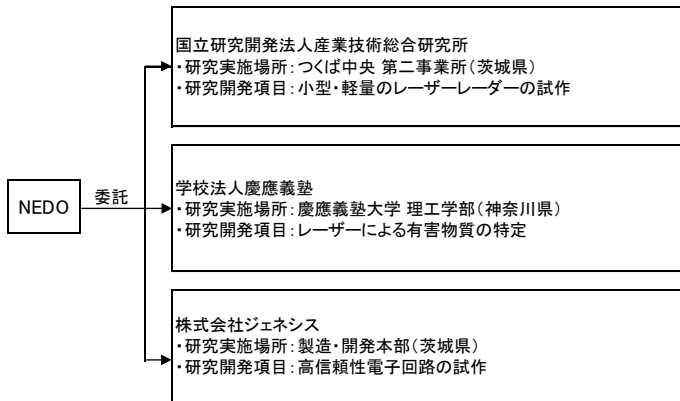 国立研究開発法人産業技術総合研究所
・研究実施場所：つくば中央 第二事業所（茨城県）
・研究開発項目：小型・軽量のレーザーレーダーの試作
NEDO
委託
学校法人慶應義塾
・研究実施場所：慶應義塾大学 理工学部（神奈川県）
・研究開発項目：レーザーによる有害物質の特定
株式会社ジェネシス
・研究実施場所：製造・開発本部（茨城県）
・研究開発項目：高信頼性電子回路の試作